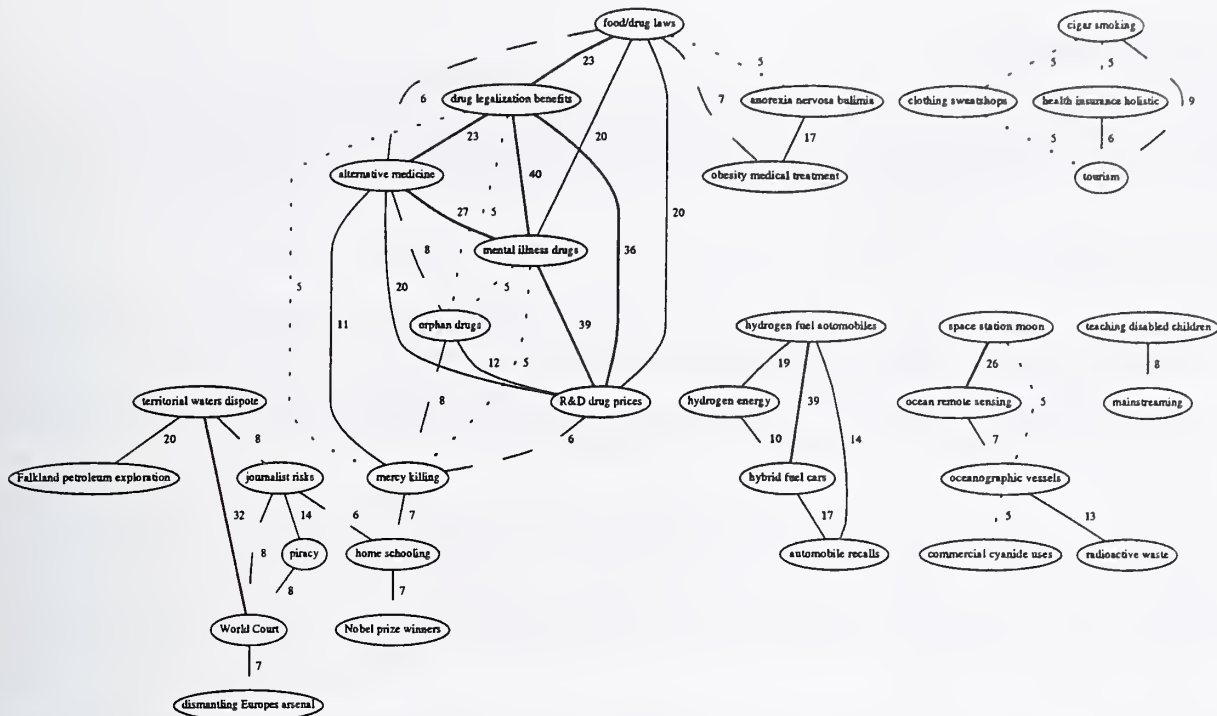 food/drug laws
cigar smoking
23
5
5
5
6
drug legalization benefits
7
anorexia nervosa bulimia
clothing sweatshops
health insurance holistic
9
23
20
17
5
6
alternative medicine
40
obesity medical treatment
tourism
27
5
20
8
mental illness drugs
36
5
20
5
11
orphan drugs
39
hydrogen fuel aotomobiles
space station moon
teaching disabled children
12
5
19
26
8
territorial waters dispote
R&D drug prices
hydrogen energy
39
ocean remote sensing
5
mainstreaming
20
8
8
6
10
14
7
Falkland petroleum exploration
journalist risks
mercy killing
hybrid fuel cars
oceanographic vessels
32
14
6
7
17
5
13
8
piracy
home schooling
automobile recalls
commercial cyanide uses
radioactive waste
8
7
World Court
Nobel prize winners
7
dismantling Europes arsenal